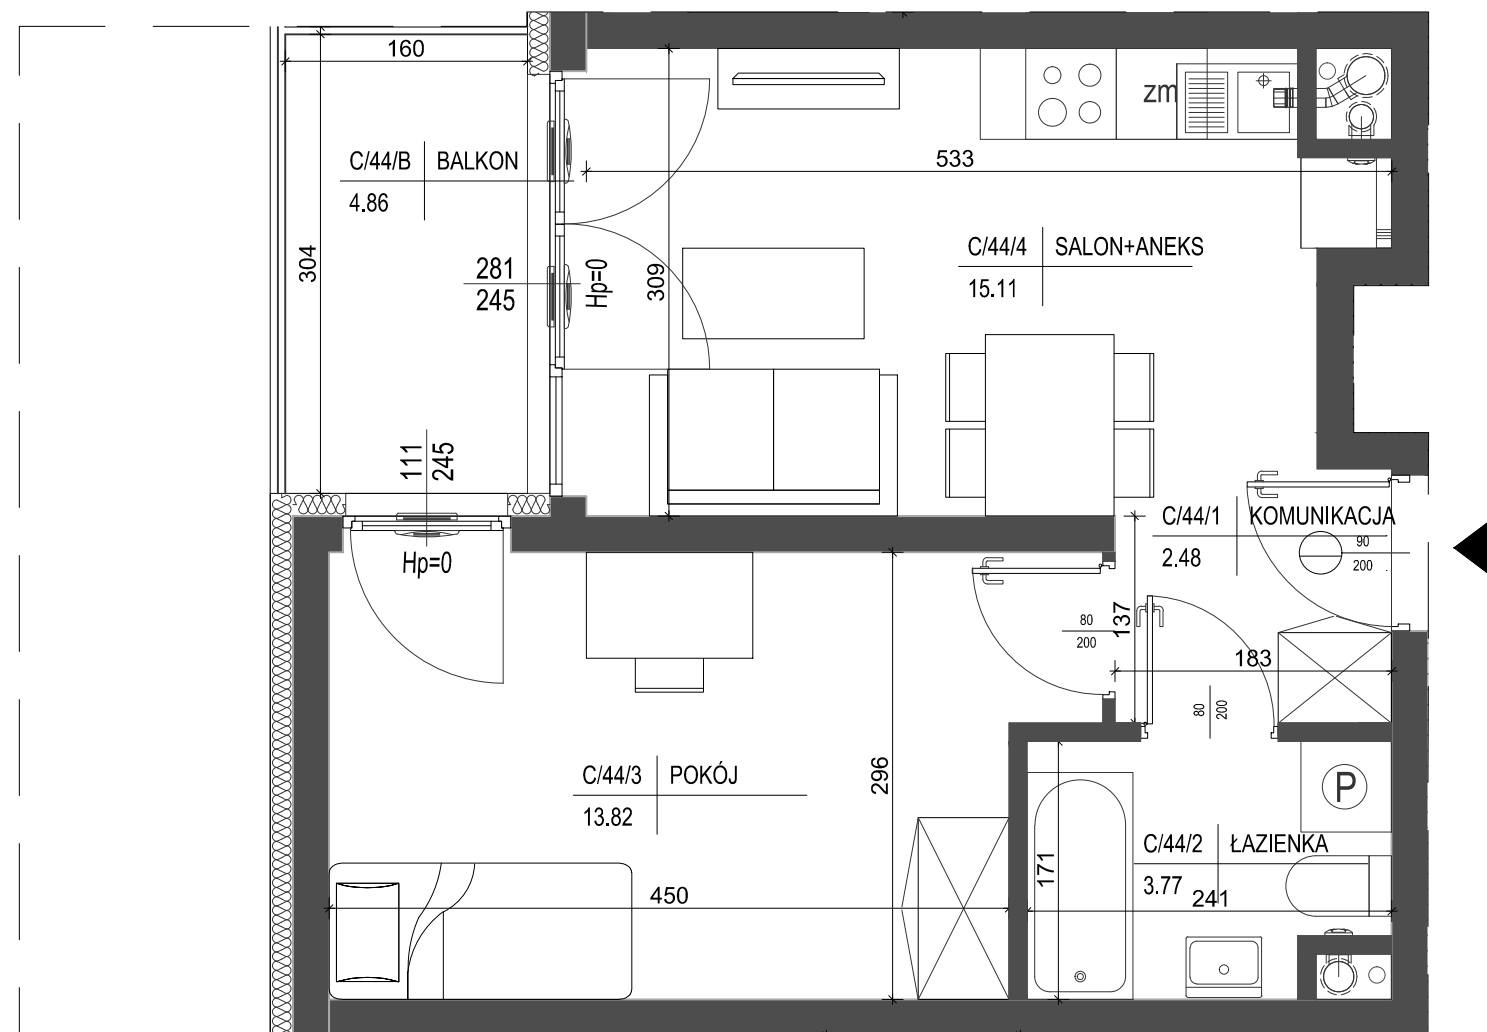 160
C/44/B BALKON
4.86
304
281
245
Hp=0
309
533
zm
C/44/4 SALON+ANEKS
15.11
111
245
Hp=0
C/44/1 KOMUNIKACJA
2.48
90
200
80
200
137
183
80
200
C/44/3 POKÓJ
13.82
296
450
P
C/44/2 ŁAZIENKA
3.77
171
241